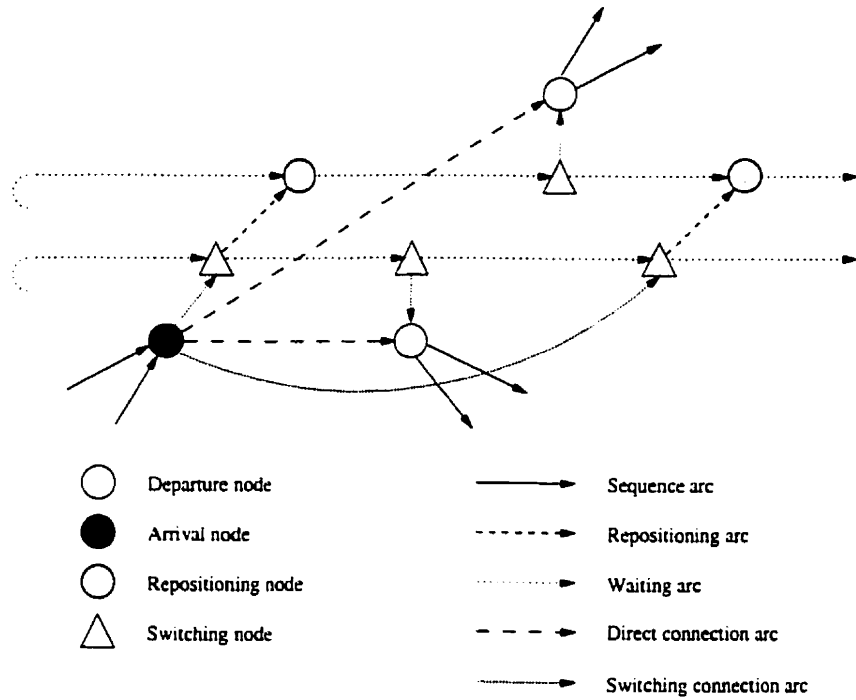 Departure node
Sequence arc
Arrival node
Repositioning arc
Repositioning node
Waiting arc
Switching node
Direct connection arc
Switching connection arc